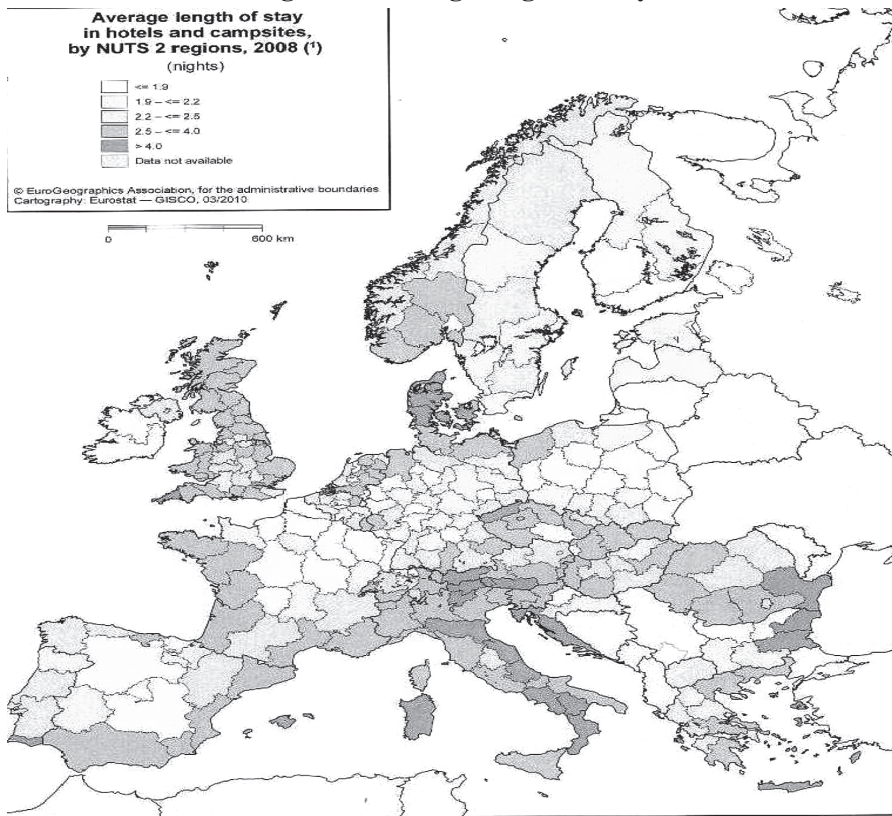 Average length of stay
in hotels and campsites,
by NUTS 2 regions, 2008 (¹)
(nights)
<= 1.9
1.9 – <= 2.2
2.2 – <= 2.5
2.5 – <= 4.0
> 4.0
Data not available
© EuroGeographics Association, for the administrative boundaries
Cartography: Eurostat — GISCO, 03/2010
0 600 km